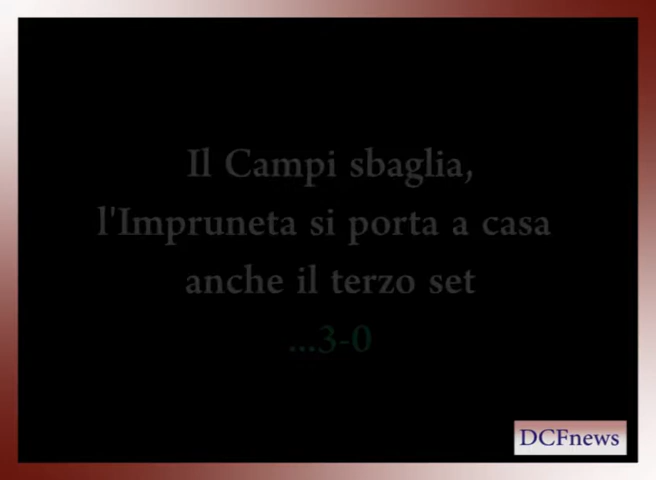 Il Campi sbaglia,
l'Impruneta si porta a casa
anche il terzo set
...3-0
DCFnews